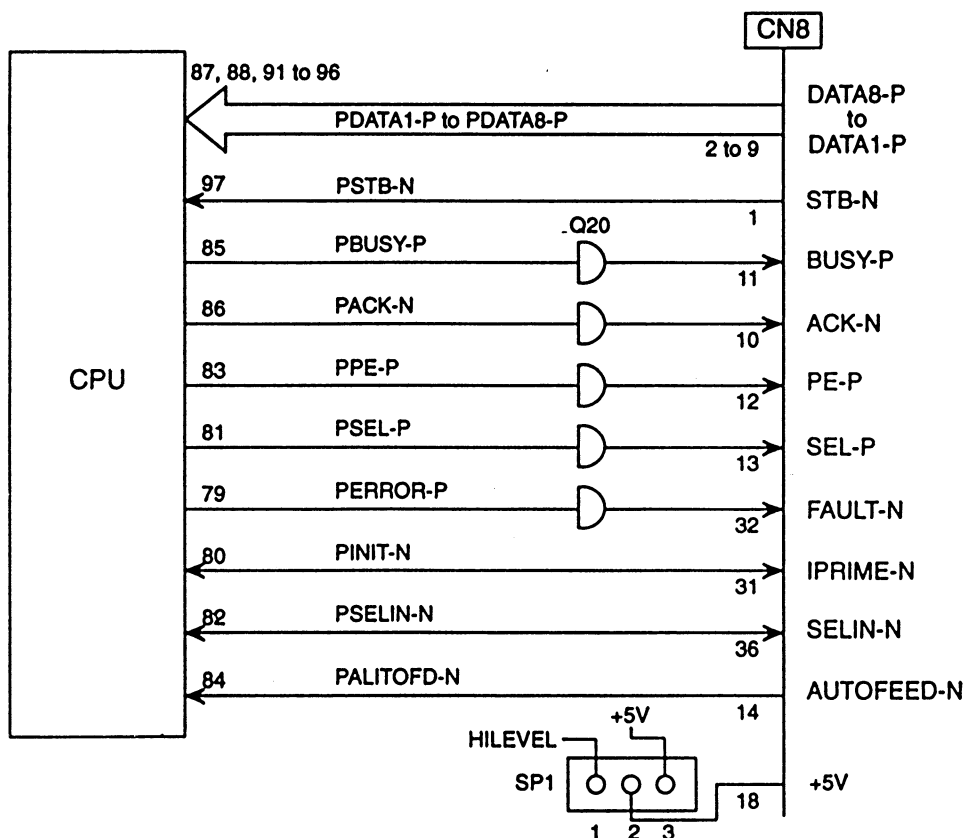 CN8
87, 88, 91 to 96
DATA8-P
to
DATA1-P
PDATA1-P to PDATA8-P
2 to 9
97
PSTB-N
1
STB-N
Q20
85
PBUSY-P
11
BUSY-P
86
PACK-N
10
ACK-N
CPU
83
PPE-P
12
PE-P
81
PSEL-P
13
SEL-P
79
PERROR-P
32
FAULT-N
80
PINIT-N
31
IPRIME-N
82
PSELIN-N
36
SELIN-N
84
PALITOFD-N
14
AUTOFEED-N
+5V
HILEVEL
SP1
18
+5V
1 2 3